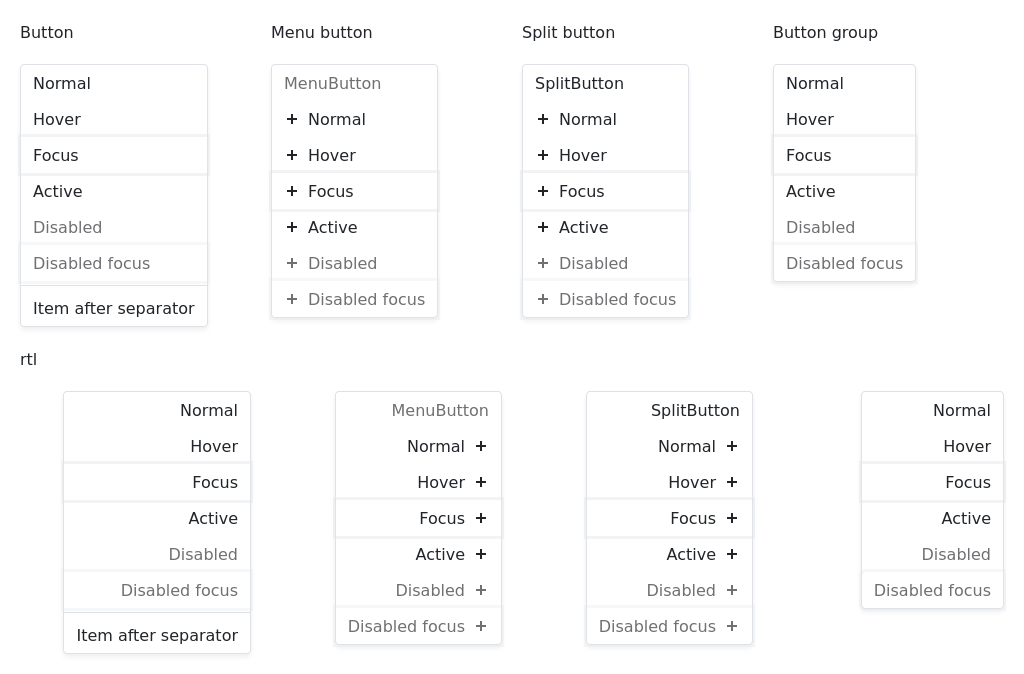 Button
Normal
Hover
Focus
Active
Disabled
Disabled focus
Item after separator
Menu button
MenuButton
Normal
Hover
Focus
Active
Disabled
Disabled focus
Split button
SplitButton
Normal
Hover
Focus
Active
Disabled
Disabled focus
Button group
Normal
Hover
Focus
Active
Disabled
Disabled focus
rtl
Normal
Hover
Focus
Active
Disabled
Disabled focus
Item after separator
MenuButton
Normal
Hover
Focus
Active
Disabled
Disabled focus
SplitButton
Normal
Hover
Focus
Active
Disabled
Disabled focus
Normal
Hover
Focus
Active
Disabled
Disabled focus